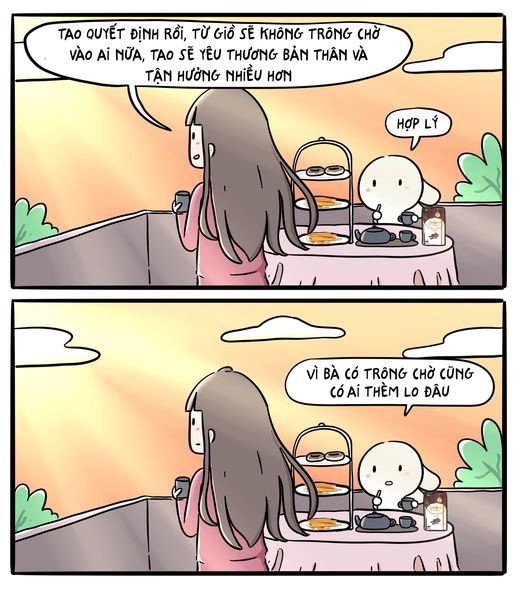 TAO QUYẾT ĐỊNH RỒI, TỪ GIỜ SẼ KHÔNG TRÔNG CHỜ
VÀO AI NỮA, TAO SẼ YÊU THƯƠNG BẢN THÂN VÀ
TẬN HƯỞNG NHIỀU HƠN
HỢP LÝ
VÌ BÀ CÓ TRÔNG CHỜ CŨNG
CÓ AI THÈM LO ĐÂU